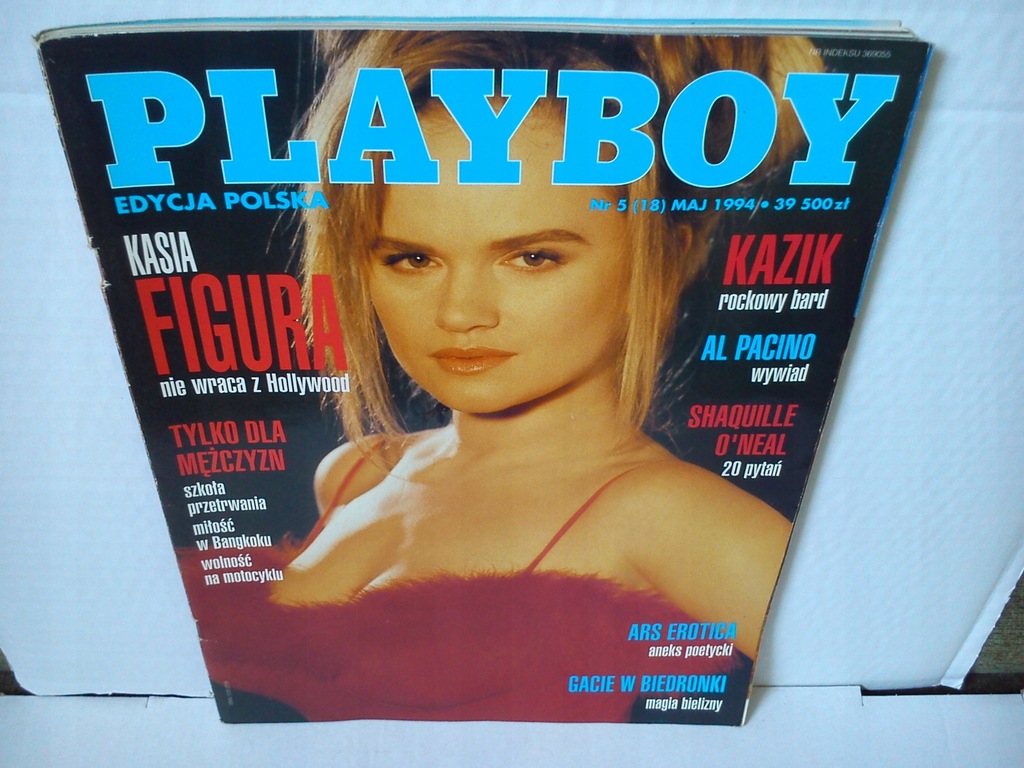 NR INDEKSU 369055
PLAYBOY
EDYCJA POLSKA
Nr 5 (18) MAJ 1994 • 39 500 zł
KASIA
FIGURA
nie wraca z Hollywood
TYLKO DLA
MĘŻCZYZN
szkoła
przetrwania
miłość
w Bangkoku
wolność
na motocyklu
KAZIK
rockowy bard
AL PACINO
wywiad
SHAQUILLE
O'NEAL
20 pytań
ARS EROTICA
aneks poetycki
GACIE W BIEDRONKI
magia bielizny